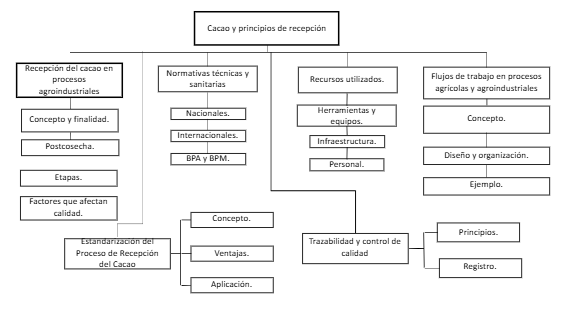 Cacao y principios de recepción
Recepción del cacao en
procesos
agroindustriales
Concepto y finalidad.
Postcosecha.
Etapas.
Factores que afectan
calidad.
Normativas técnicas y
sanitarias
Nacionales.
Internacionales.
BPA y BPM.
Recursos utilizados.
Herramientas y
equipos.
Infraestructura.
Personal.
Flujos de trabajo en procesos
agrícolas y agroindustriales
Concepto.
Diseño y organización.
Ejemplo.
Estandarización del
Proceso de Recepción
del Cacao
Concepto.
Ventajas.
Aplicación.
Trazabilidad y control de
calidad
Principios.
Registro.